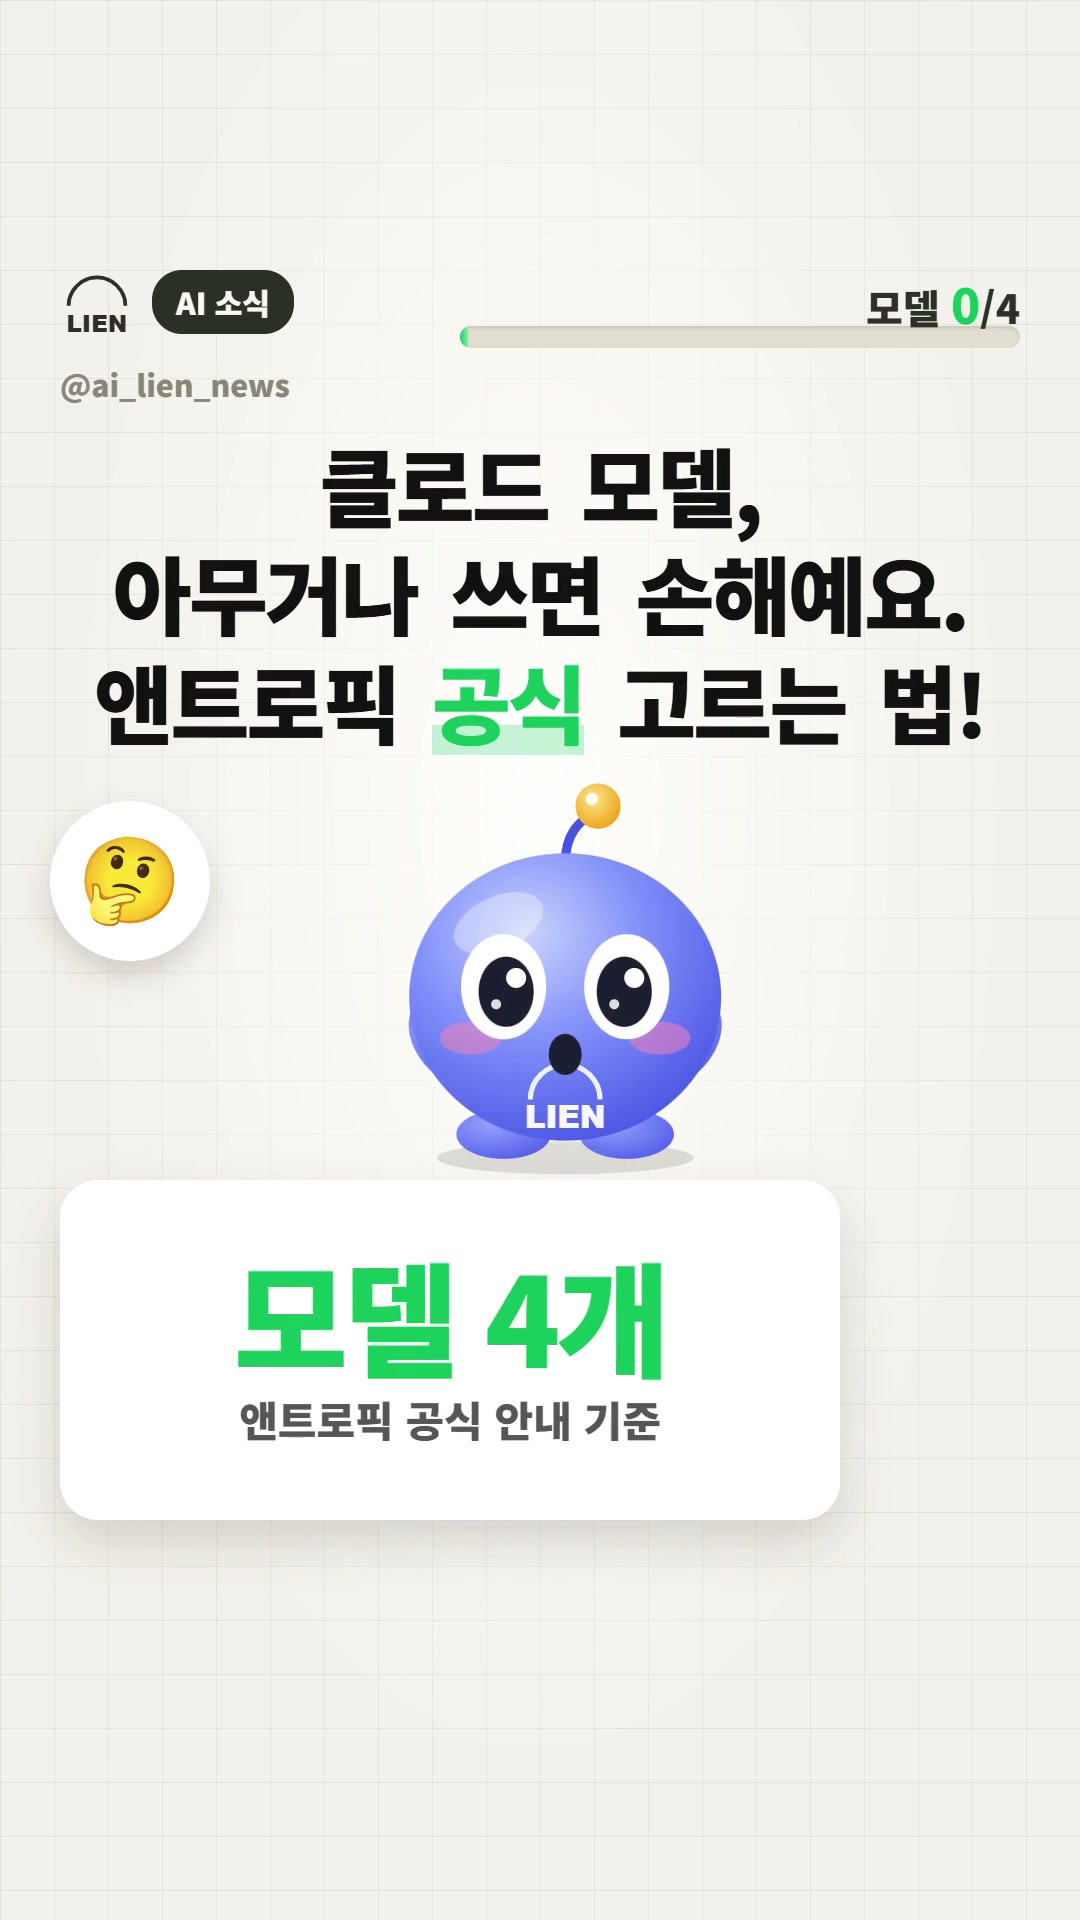 LIEN
AI 소식
모델 0/4
@ai_lien_news
클로드 모델,
아무거나 쓰면 손해예요.
앤트로픽 공식 고르는 법!
LIEN
모델 4개
앤트로픽 공식 안내 기준